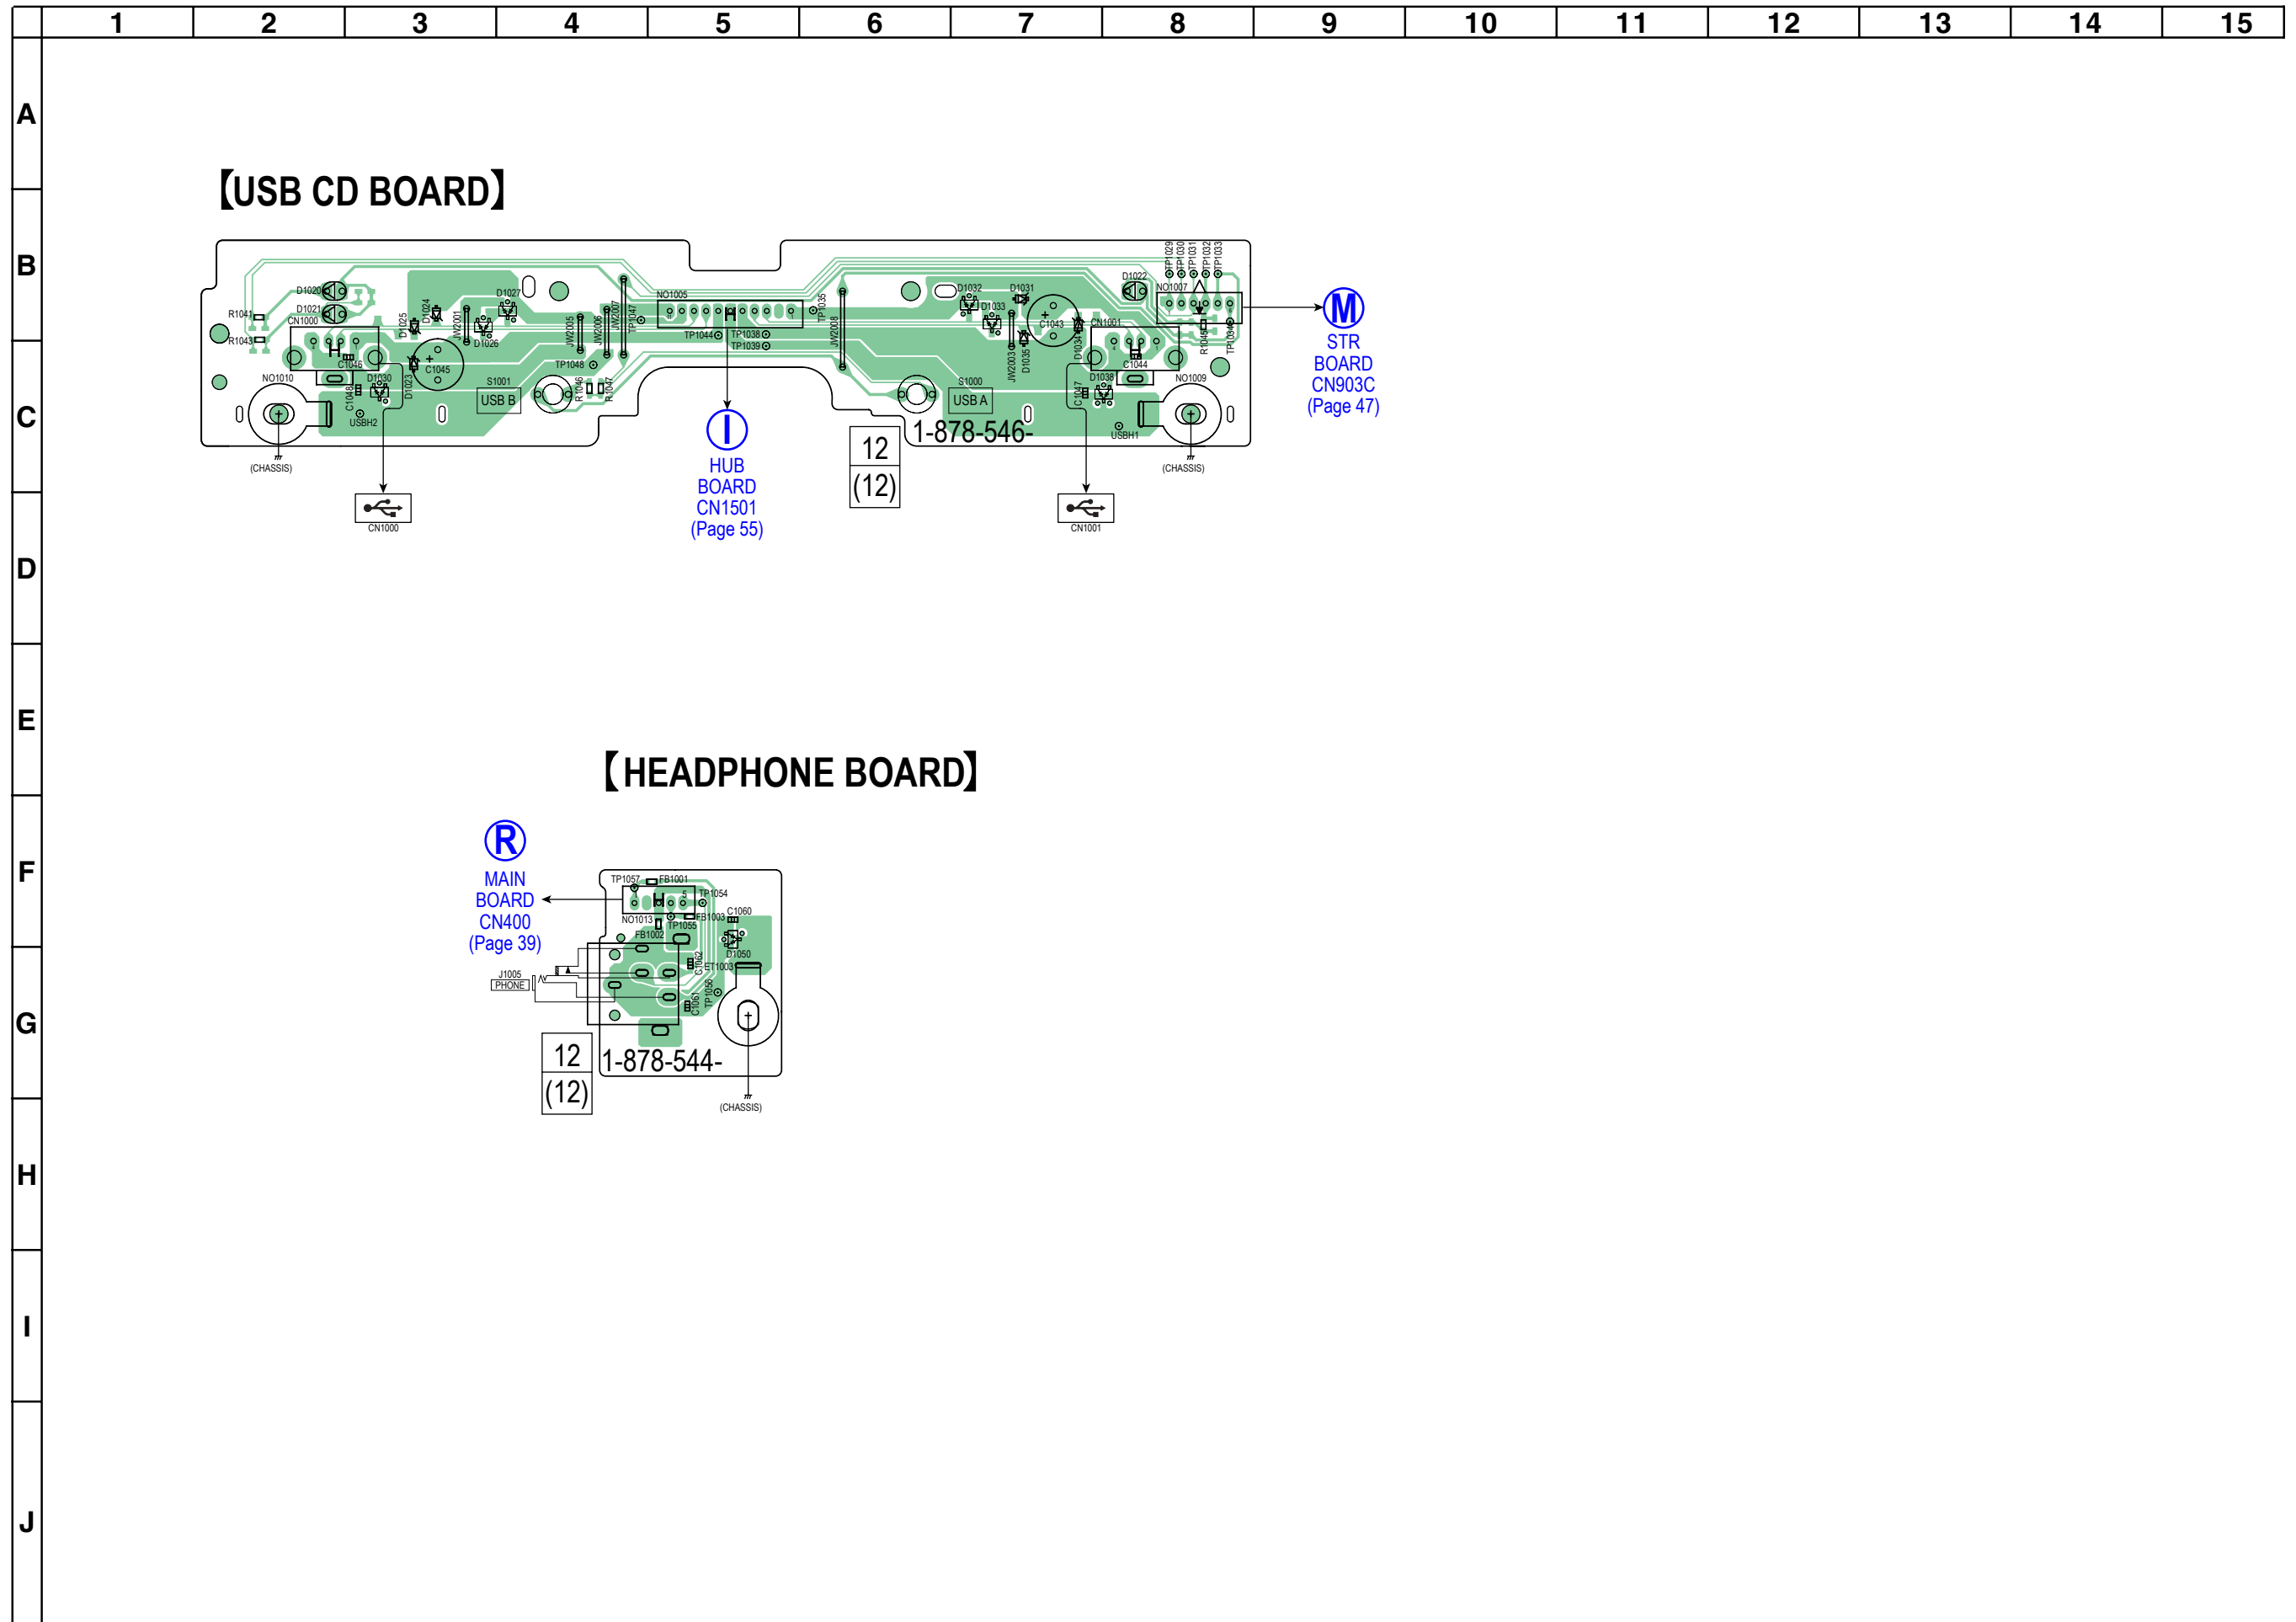 1 2 3 4 5 6 7 8 9 10 11 12 13 14 15
A
B
C
D
E
F
G
H
I
J
【USB CD BOARD】
D1020
D1021
R1041
CN1000
R1043
D1025
D1024
JW2001
D1027
D1026
JW2005
JW2006
JW2007
TP1047
NO1005
TP1044
TP1038
TP1039
TP1035
JW2008
D1032
D1033
D1031
C1043
JW2003
D1035
D1034
CN1001
D1022
TP1029
TP1030
TP1031
TP1032
TP1033
NO1007
R1045
TP1034
C1046
NO1010
C1048
D1030
D1023
C1045
USBH2
S1001
USB B
TP1048
R1046
R1047
S1000
USB A
C1047
D1038
C1044
NO1009
USBH1
1-878-546-
12
(12)
(CHASSIS)
(CHASSIS)
CN1000
CN1001
I
HUB
BOARD
CN1501
(Page 55)
M
STR
BOARD
CN903C
(Page 47)
【HEADPHONE BOARD】
R
MAIN
BOARD
CN400
(Page 39)
TP1057
FB1001
5
TP1054
NO1013
FB1003
TP1055
FB1002
C1060
D1050
C1062
ET1003
TP1056
C1061
J1005
PHONE
12
(12)
1-878-544-
(CHASSIS)